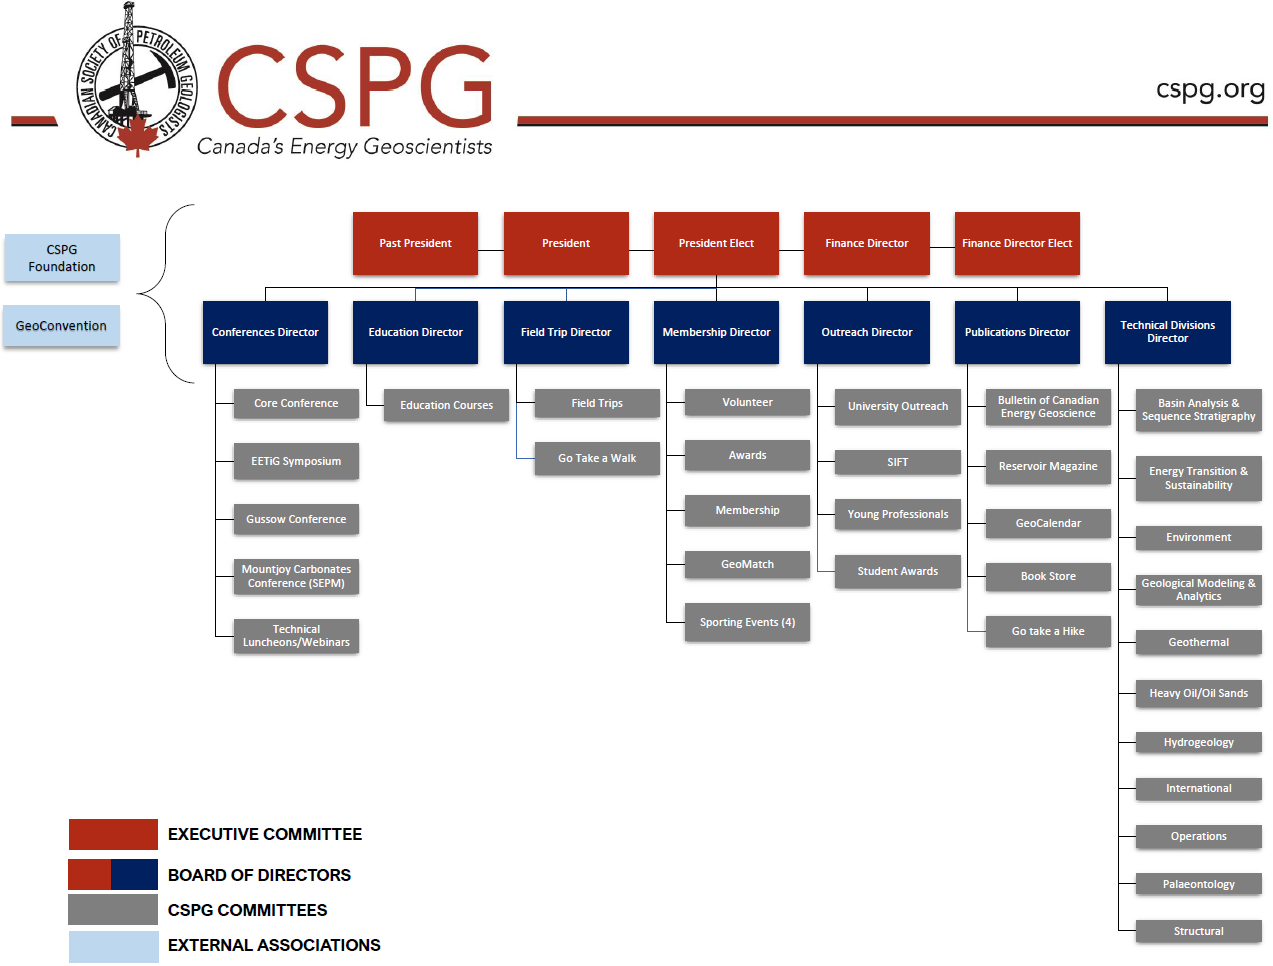 CANADIAN SOCIETY OF PETROLEUM GEOLOGISTS
CSPG
Canada's Energy Geoscientists
cspg.org
CSPG
Foundation
GeoConvention
Past President
President
President Elect
Finance Director
Finance Director Elect
Conferences Director
Education Director
Field Trip Director
Membership Director
Outreach Director
Publications Director
Technical Divisions
Director
Core Conference
EETiG Symposium
Gussow Conference
Mountjoy Carbonates
Conference (SEPM)
Technical
Luncheons/Webinars
Education Courses
Field Trips
Go Take a Walk
Volunteer
Awards
Membership
GeoMatch
Sporting Events (4)
University Outreach
SIFT
Young Professionals
Student Awards
Bulletin of Canadian
Energy Geoscience
Reservoir Magazine
GeoCalendar
Book Store
Go take a Hike
Basin Analysis &
Sequence Stratigraphy
Energy Transition &
Sustainability
Environment
Geological Modeling &
Analytics
Geothermal
Heavy Oil/Oil Sands
Hydrogeology
International
Operations
Palaeontology
Structural
EXECUTIVE COMMITTEE
BOARD OF DIRECTORS
CSPG COMMITTEES
EXTERNAL ASSOCIATIONS